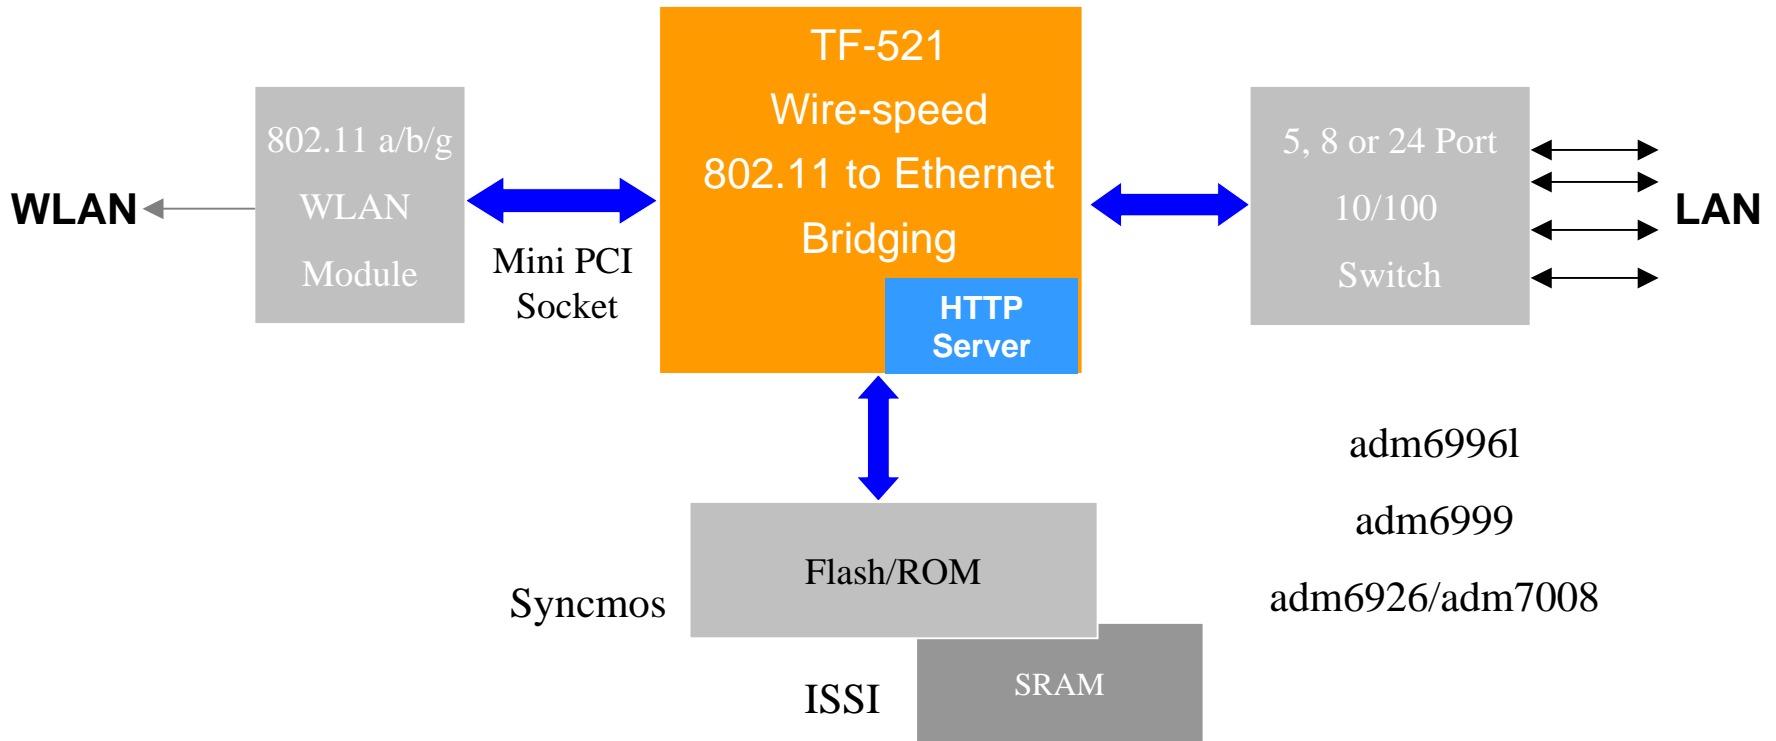 TF-521
Wire-speed
802.11 to Ethernet
Bridging
HTTP
Server
802.11 a/b/g
WLAN
Module
WLAN
Mini PCI
Socket
5, 8 or 24 Port
10/100
Switch
LAN
adm6996l
adm6999
adm6926/adm7008
Flash/ROM
Syncmos
SRAM
ISSI